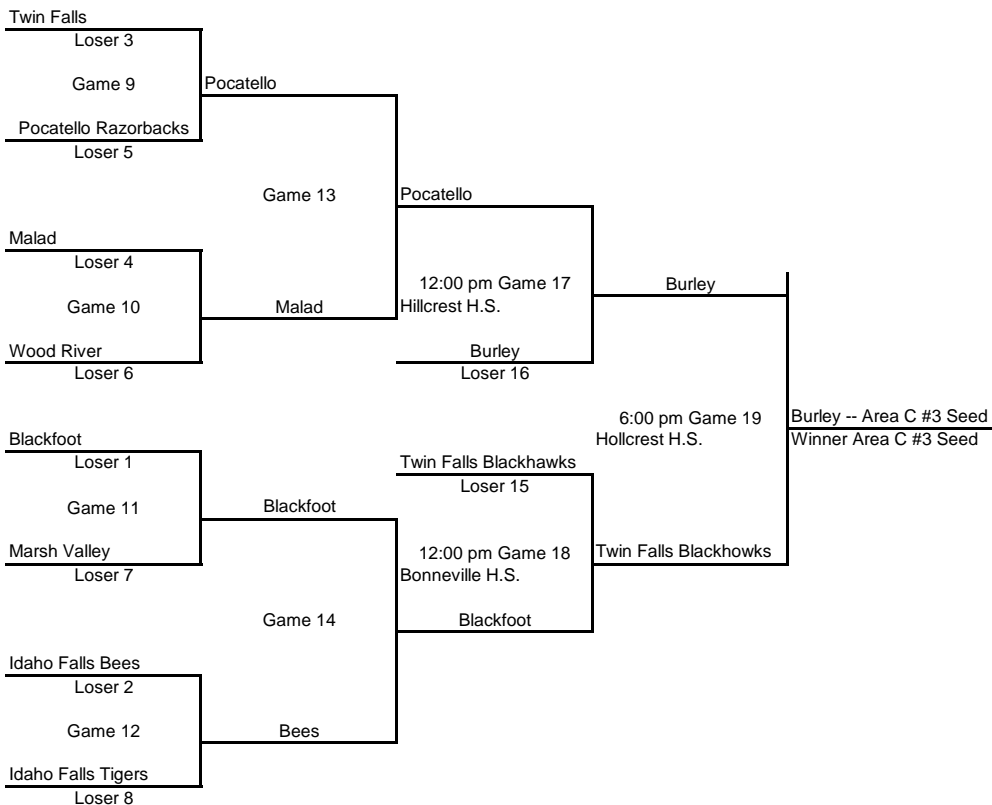 Twin Falls
Loser 3
Game 9
Pocatello
Pocatello Razorbacks
Loser 5
Game 13
Pocatello
Malad
Loser 4
12:00 pm Game 17
Burley
Game 10
Malad
Hillcrest H.S.
Wood River
Burley
Loser 6
Loser 16
6:00 pm Game 19
Burley -- Area C #3 Seed
Blackfoot
Hollcrest H.S.
Winner Area C #3 Seed
Loser 1
Twin Falls Blackhawks
Loser 15
Game 11
Blackfoot
Marsh Valley
12:00 pm Game 18
Twin Falls Blackhowks
Loser 7
Bonneville H.S.
Game 14
Blackfoot
Idaho Falls Bees
Loser 2
Game 12
Bees
Idaho Falls Tigers
Loser 8